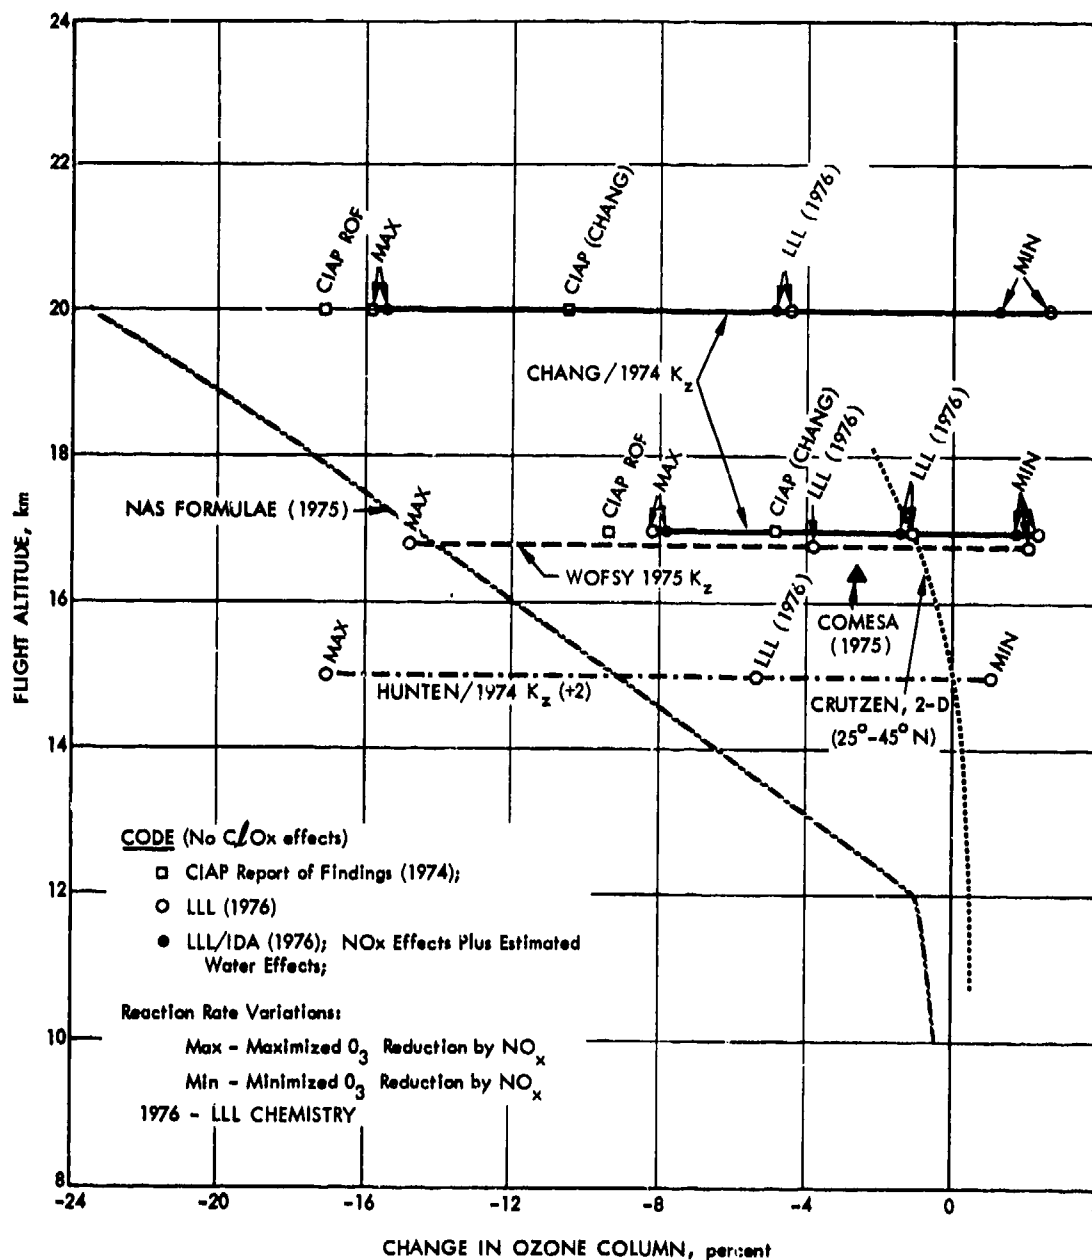 24
22
20
18
16
14
12
10
8
FLIGHT ALTITUDE, km
CIAP ROF
MAX
CIAP (CHANG)
LLL (1976)
MIN
CHANG/1974 Kz
CIAP ROF
MAX
CIAP (CHANG)
LLL (1976)
LLL (1976)
MIN
NAS FORMULAE (1975)
MAX
WOFSY 1975 Kz
COMESA
(1975)
MAX
LLL (1976)
MIN
HUNTEN/1974 Kz (+2)
CRUTZEN, 2-D
(25°-45° N)
CODE (No ClOx effects)
CIAP Report of Findings (1974);
LLL (1976)
LLL/IDA (1976); NOx Effects Plus Estimated
Water Effects;
Reaction Rate Variations:
Max - Maximized O3 Reduction by NOx
Min - Minimized O3 Reduction by NOx
1976 - LLL CHEMISTRY
-24 -20 -16 -12 -8 -4 0
CHANGE IN OZONE COLUMN, percent